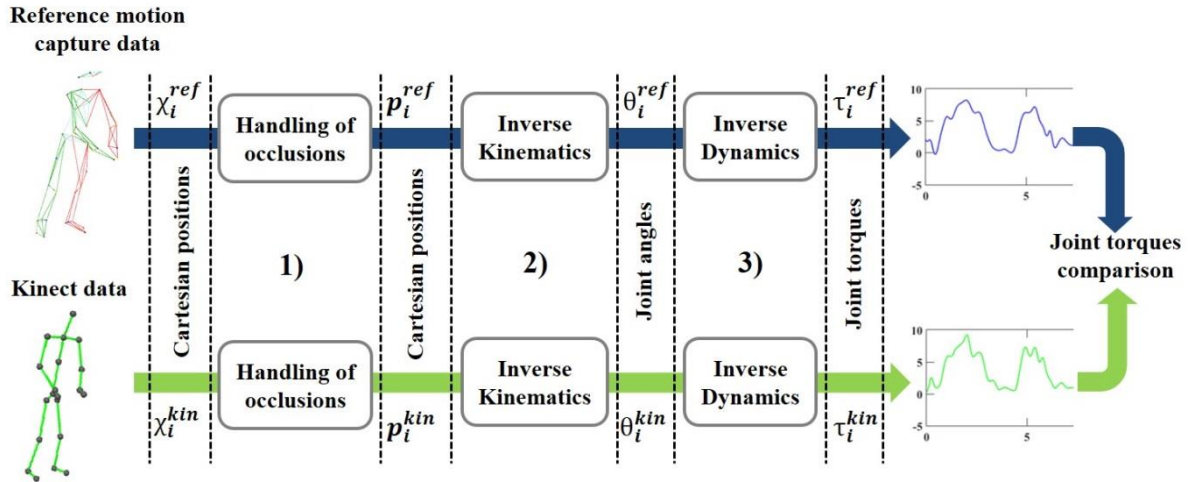 Reference motion
capture data
χ_i^{ref}
Handling of
occlusions
p_i^{ref}
Inverse
Kinematics
θ_i^{ref}
Inverse
Dynamics
τ_i^{ref}
10
5
0
-5
0
5
Cartesian positions
1)
Cartesian positions
2)
Joint angles
3)
Joint torques
Joint torques
comparison
Kinect data
χ_i^{kin}
Handling of
occlusions
p_i^{kin}
Inverse
Kinematics
θ_i^{kin}
Inverse
Dynamics
τ_i^{kin}
10
5
0
-5
0
5